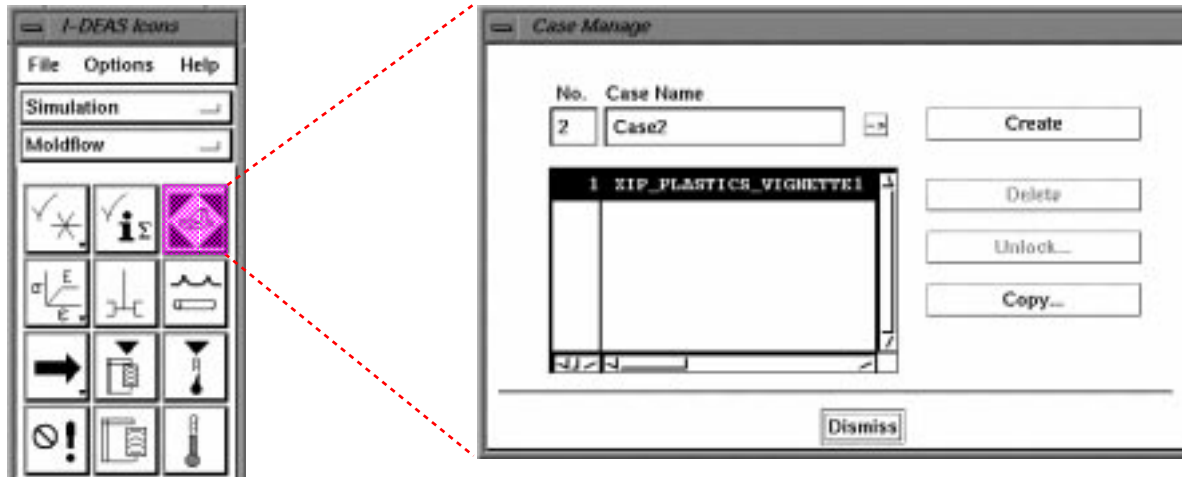 I-DEAS Icons
File Options Help
Simulation
Moldflow
i Σ
σ E
ε
Case Manage
No. Case Name
2 Case2
Create
1 XIP_PLASTICS_VIGNETTE1
Delete
Unlock...
Copy...
Dismiss